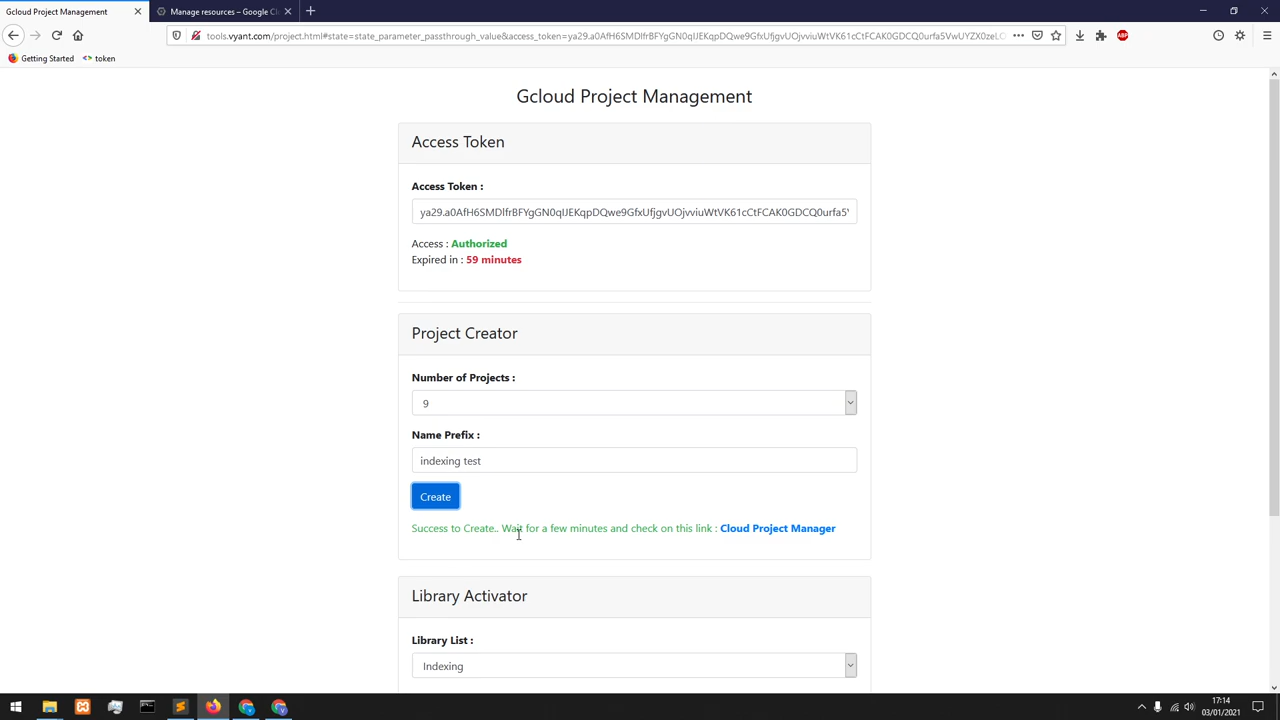 Gcloud Project Management
Manage resources – Google Cl
tools.vyant.com/project.html#state=state_parameter_passthrough_value&access_token=
Getting Started
token
Gcloud Project Management
Access Token
Access Token :
Access : Authorized
Expired in : 59 minutes
Project Creator
Number of Projects :
9
Name Prefix :
indexing test
Create
Success to Create.. Wait for a few minutes and check on this link : Cloud Project Manager
Library Activator
Library List :
Indexing
17:14
03/01/2021